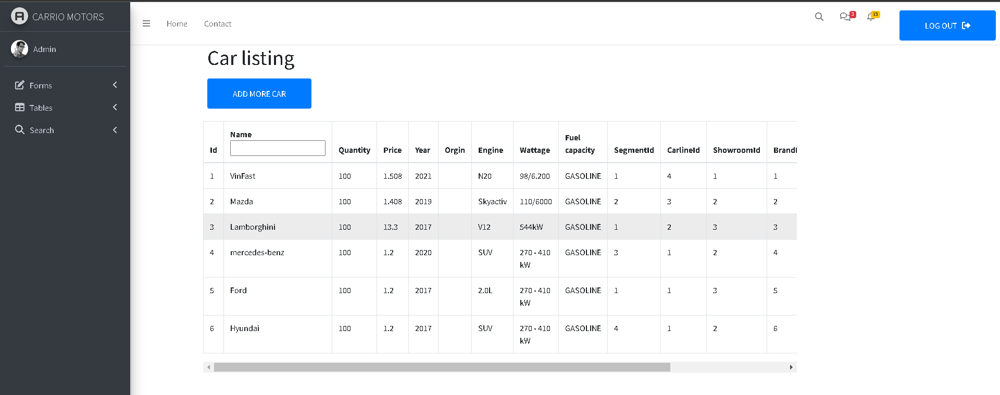 CARRIO MOTORS
Admin
Forms
Tables
Search
Home Contact
3
15
LOG OUT
Car listing
ADD MORE CAR
Id Name Quantity Price Year Orgin Engine Wattage Fuel capacity SegmentId CarlineId ShowroomId BrandI
1 VinFast 100 1.508 2021 N20 98/6.200 GASOLINE 1 4 1 1
2 Mazda 100 1.408 2019 Skyactiv 110/6000 GASOLINE 2 3 2 2
3 Lamborghini 100 13.3 2017 V12 544kW GASOLINE 1 2 3 3
4 mercedes-benz 100 1.2 2020 SUV 270 - 410 kW GASOLINE 3 1 2 4
5 Ford 100 1.2 2017 2.0L 270 - 410 kW GASOLINE 1 1 3 5
6 Hyundai 100 1.2 2017 SUV 270 - 410 kW GASOLINE 4 1 2 6